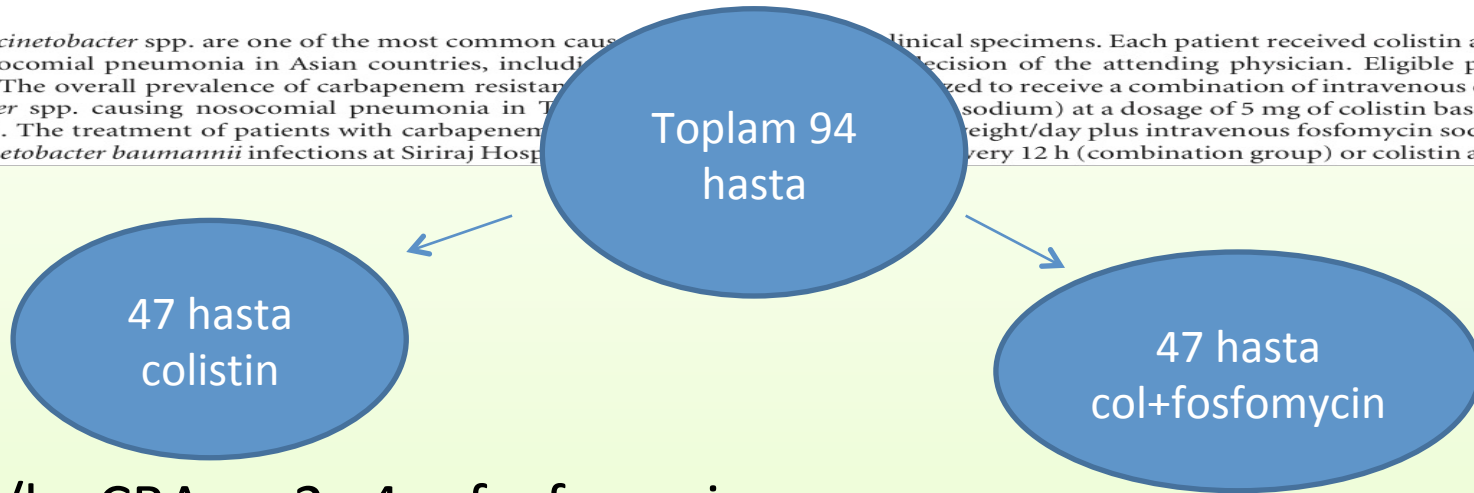 cinetobacter spp. are one of the most common caus
ocomial pneumonia in Asian countries, includi
The overall prevalence of carbapenem resistan
er spp. causing nosocomial pneumonia in T
. The treatment of patients with carbapenem
etobacter baumannii infections at Siriraj Hosp
linical specimens. Each patient received colistin a
ecision of the attending physician. Eligible p
zed to receive a combination of intravenous
sodium) at a dosage of 5 mg of colistin bas
eight/day plus intravenous fosfomycin sod
very 12 h (combination group) or colistin a
Toplam 94
hasta
47 hasta
colistin
47 hasta
col+fosfomycin